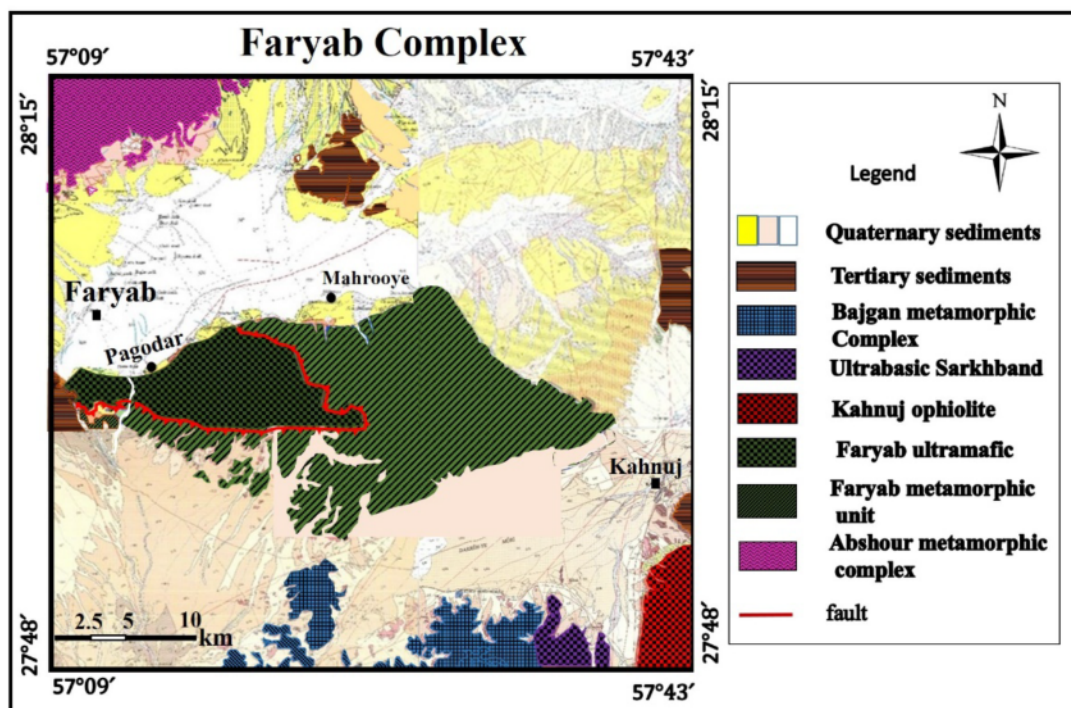 Faryab Complex
57°09′
57°43′
28°15′
28°15′
Mahrooye
Faryab
Pagodar
Kahnuj
2.5 5 10
km
27°48′
27°48′
57°09′
57°43′
N
Legend
Quaternary sediments
Tertiary sediments
Bajgan metamorphic
Complex
Ultrabasic Sarkhband
Kahnuj ophiolite
Faryab ultramafic
Faryab metamorphic
unit
Abshour metamorphic
complex
fault